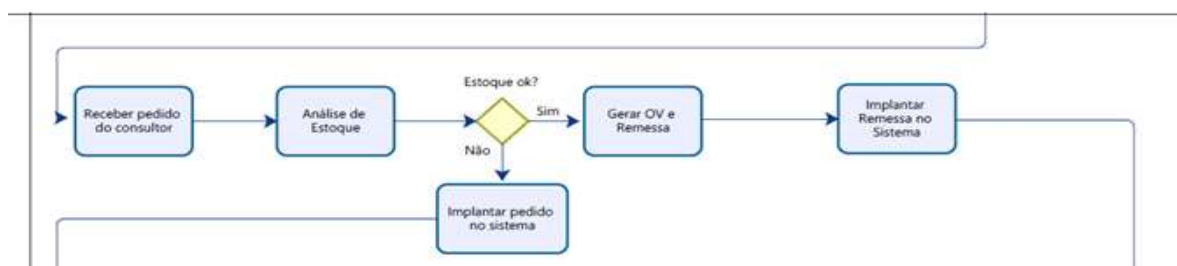 Estoque ok?
Receber pedido
do consultor
Análise de
Estoque
Sim
Gerar OV e
Remessa
Implantar
Remessa no
Sistema
Não
Implantar pedido
no sistema